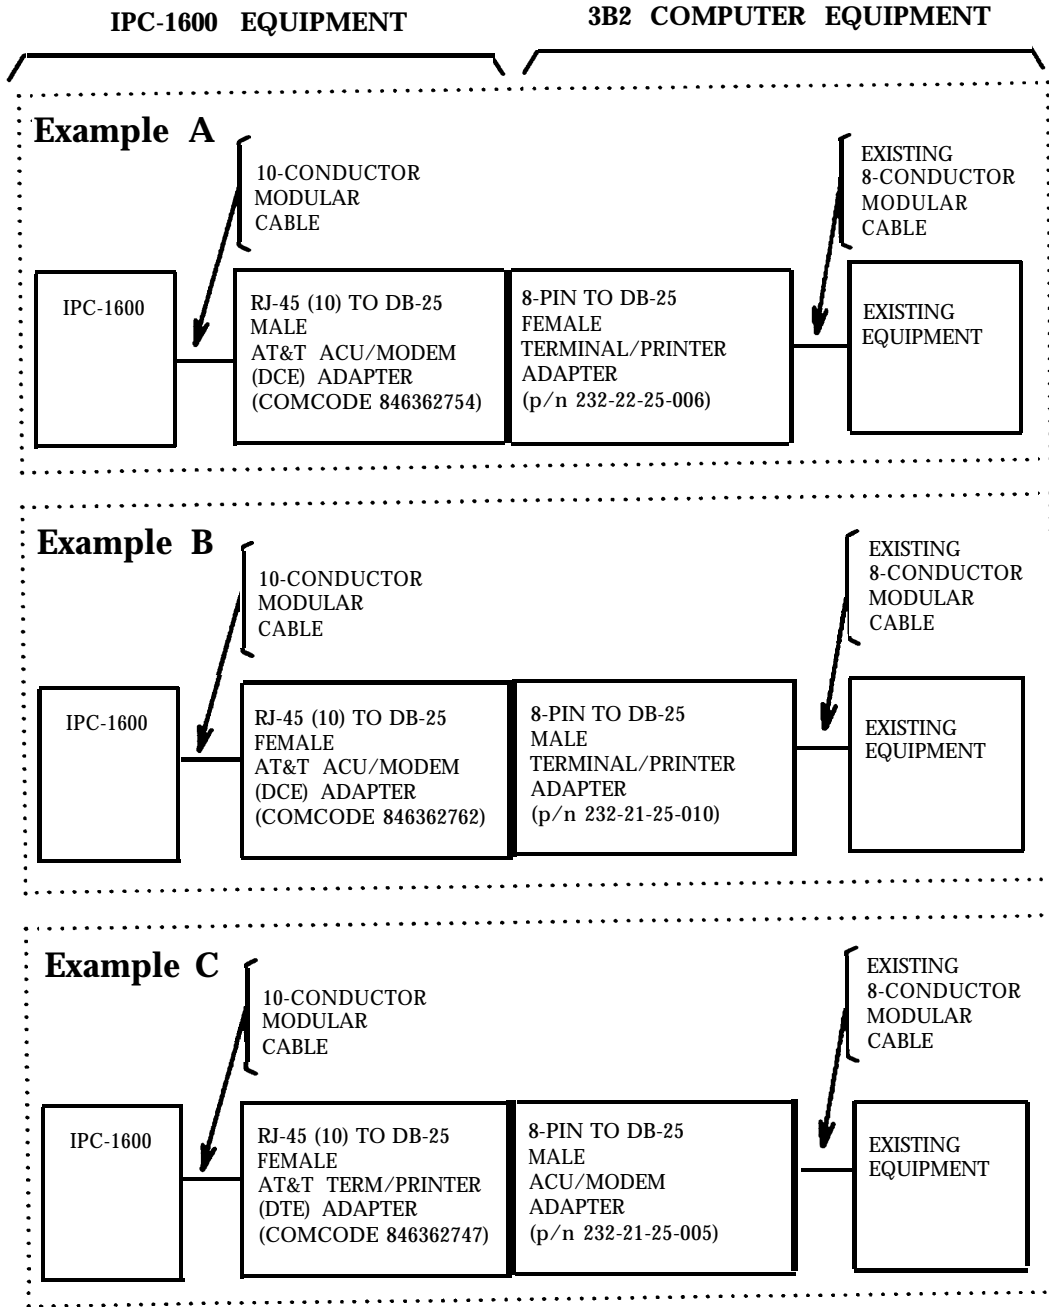 IPC-1600 EQUIPMENT
3B2 COMPUTER EQUIPMENT
Example A
10-CONDUCTOR
MODULAR
CABLE
EXISTING
8-CONDUCTOR
MODULAR
CABLE
IPC-1600
RJ-45 (10) TO DB-25
MALE
AT&T ACU/MODEM
(DCE) ADAPTER
(COMCODE 846362754)
8-PIN TO DB-25
FEMALE
TERMINAL/PRINTER
ADAPTER
(p/n 232-22-25-006)
EXISTING
EQUIPMENT
Example B
10-CONDUCTOR
MODULAR
CABLE
EXISTING
8-CONDUCTOR
MODULAR
CABLE
IPC-1600
RJ-45 (10) TO DB-25
FEMALE
AT&T ACU/MODEM
(DCE) ADAPTER
(COMCODE 846362762)
8-PIN TO DB-25
MALE
TERMINAL/PRINTER
ADAPTER
(p/n 232-21-25-010)
EXISTING
EQUIPMENT
Example C
10-CONDUCTOR
MODULAR
CABLE
EXISTING
8-CONDUCTOR
MODULAR
CABLE
IPC-1600
RJ-45 (10) TO DB-25
FEMALE
AT&T TERM/PRINTER
(DTE) ADAPTER
(COMCODE 846362747)
8-PIN TO DB-25
MALE
ACU/MODEM
ADAPTER
(p/n 232-21-25-005)
EXISTING
EQUIPMENT